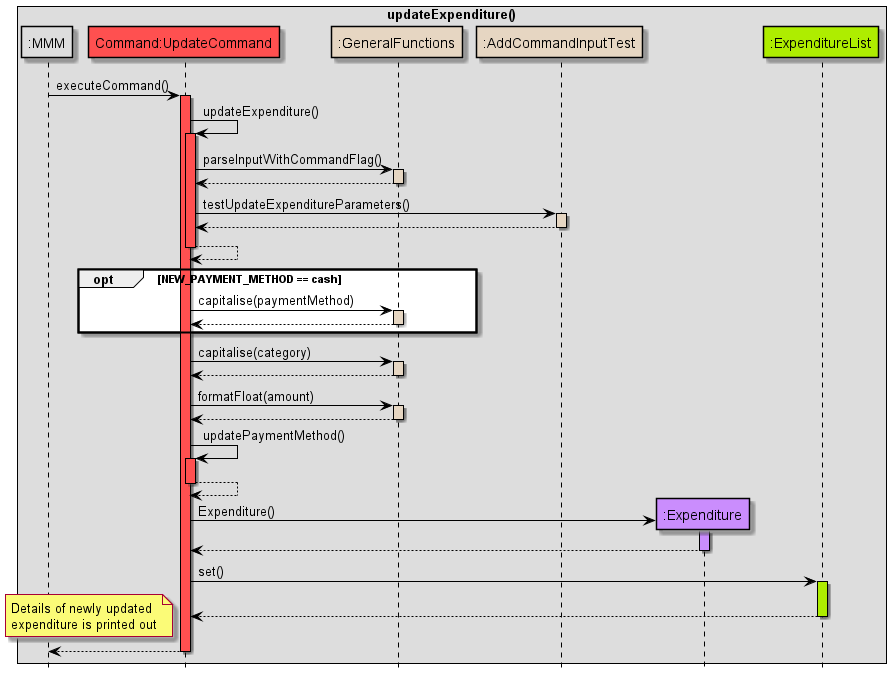 updateExpenditure()
:MMM
Command:UpdateCommand
:GeneralFunctions
:AddCommandInputTest
:ExpenditureList
executeCommand()
updateExpenditure()
parseInputWithCommandFlag()
testUpdateExpenditureParameters()
opt
[NEW_PAYMENT_METHOD == cash]
capitalise(paymentMethod)
capitalise(category)
formatFloat(amount)
updatePaymentMethod()
Expenditure()
:Expenditure
set()
Details of newly updated
expenditure is printed out